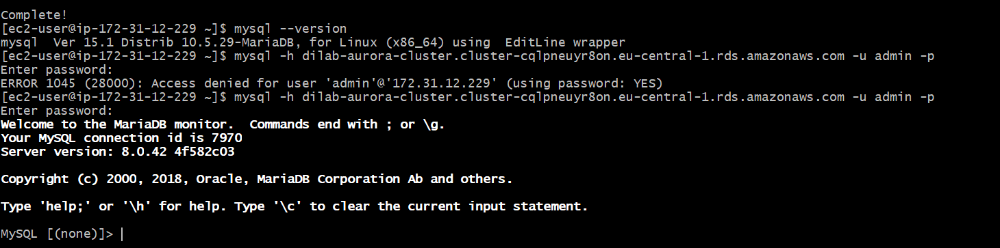 Complete!
[ec2-user@ip-172-31-12-229 ~]$ mysql --version
mysql  Ver 15.1 Distrib 10.5.29-MariaDB, for Linux (x86_64) using  EditLine wrapper
[ec2-user@ip-172-31-12-229 ~]$ mysql -h dilab-aurora-cluster.cluster-cqlpneuyr8on.eu-central-1.rds.amazonaws.com -u admin -p
Enter password:
ERROR 1045 (28000): Access denied for user 'admin'@'172.31.12.229' (using password: YES)
[ec2-user@ip-172-31-12-229 ~]$ mysql -h dilab-aurora-cluster.cluster-cqlpneuyr8on.eu-central-1.rds.amazonaws.com -u admin -p
Enter password:
Welcome to the MariaDB monitor.  Commands end with ; or \g.
Your MySQL connection id is 7970
Server version: 8.0.42 4f582c03
Copyright (c) 2000, 2018, Oracle, MariaDB Corporation Ab and others.
Type 'help;' or '\h' for help. Type '\c' to clear the current input statement.
MySQL [(none)]>